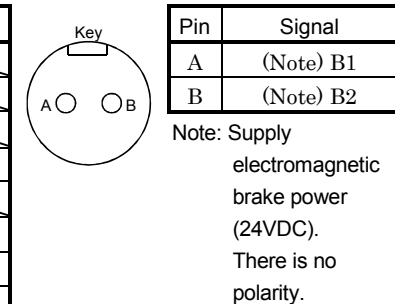 Key
A B
Pin Signal
A (Note) B1
B (Note) B2
Note: Supply
electromagnetic
brake power
(24VDC).
There is no
polarity.